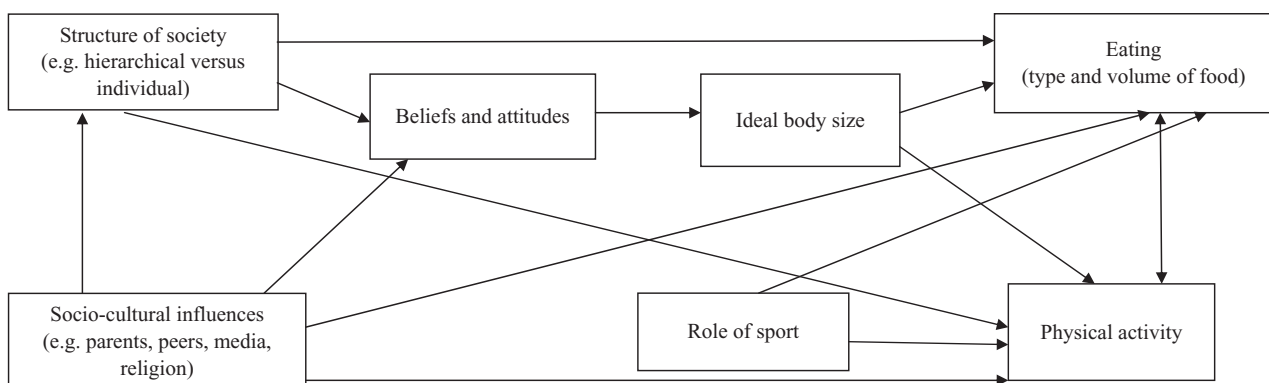 Structure of society
(e.g. hierarchical versus
individual)
Eating
(type and volume of food)
Beliefs and attitudes
Ideal body size
Socio-cultural influences
(e.g. parents, peers, media,
religion)
Role of sport
Physical activity